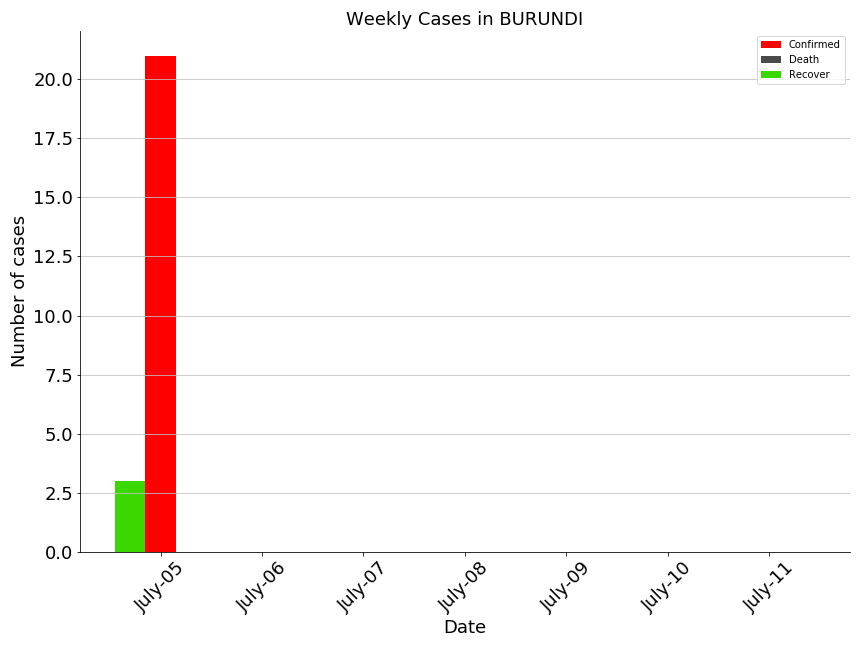 Weekly Cases in BURUNDI
Confirmed
Death
Recover
Number of cases
20.0
17.5
15.0
12.5
10.0
7.5
5.0
2.5
0.0
July-05 July-06 July-07 July-08 July-09 July-10 July-11
Date